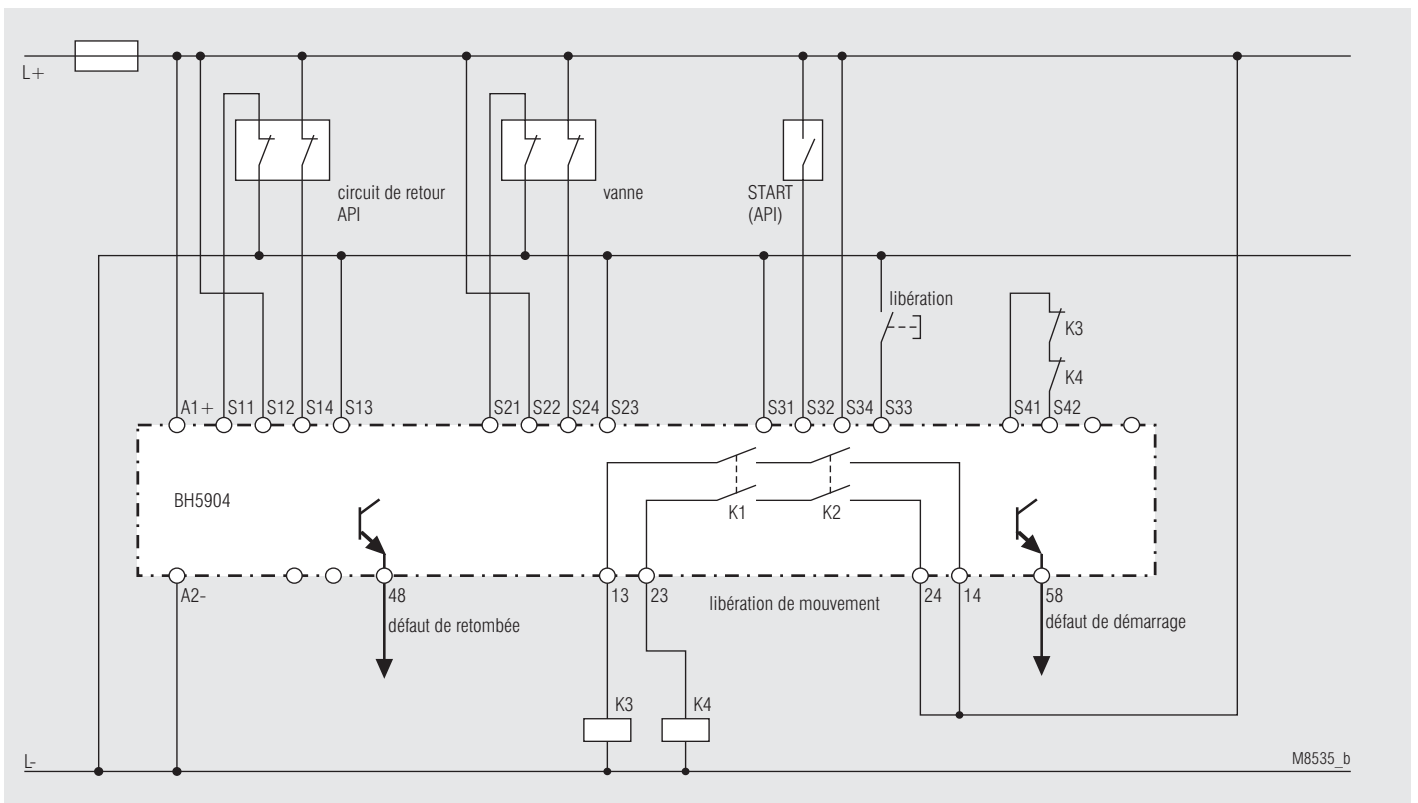 L+
circuit de retour
API
vanne
START
(API)
libération
K3
K4
A1+ S11 S12 S14 S13 S21 S22 S24 S23 S31 S32 S34 S33 S41 S42
BH5904
K1 K2
A2- 48 13 23 libération de mouvement 24 14 58
défaut de retombée
défaut de démarrage
K3 K4
L-
M8535_b